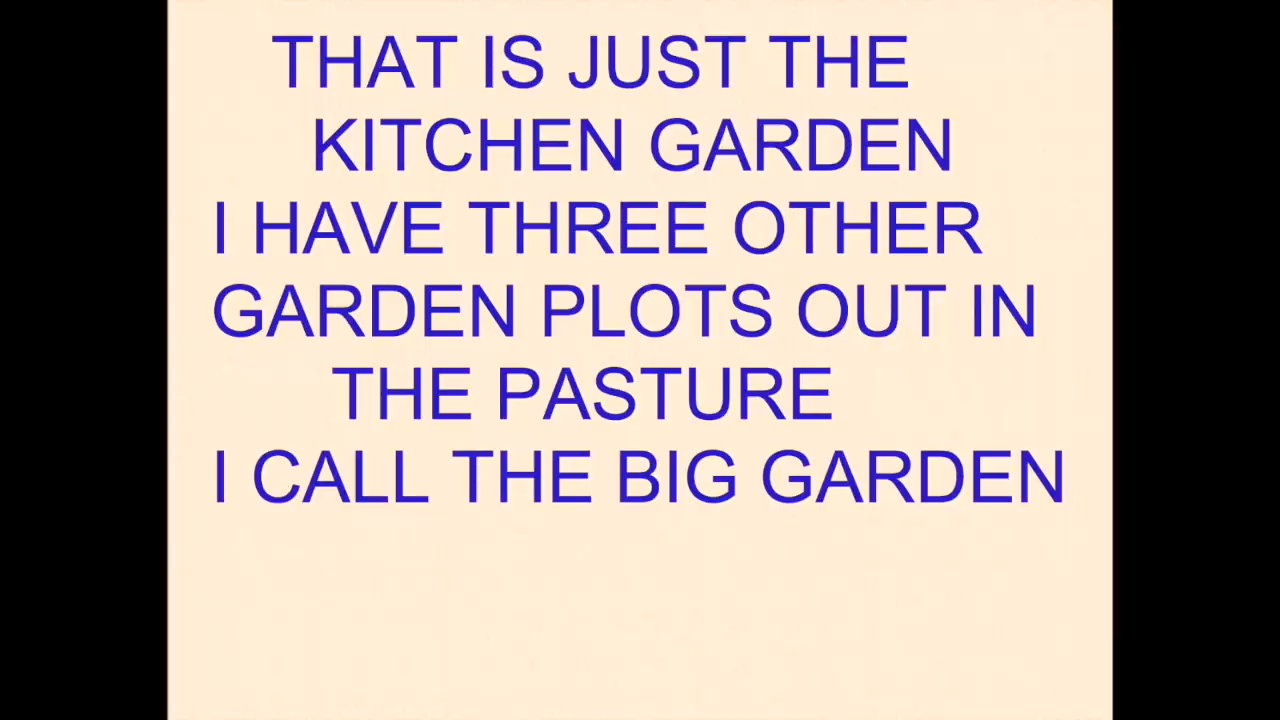 THAT IS JUST THE
KITCHEN GARDEN
I HAVE THREE OTHER
GARDEN PLOTS OUT IN
THE PASTURE
I CALL THE BIG GARDEN